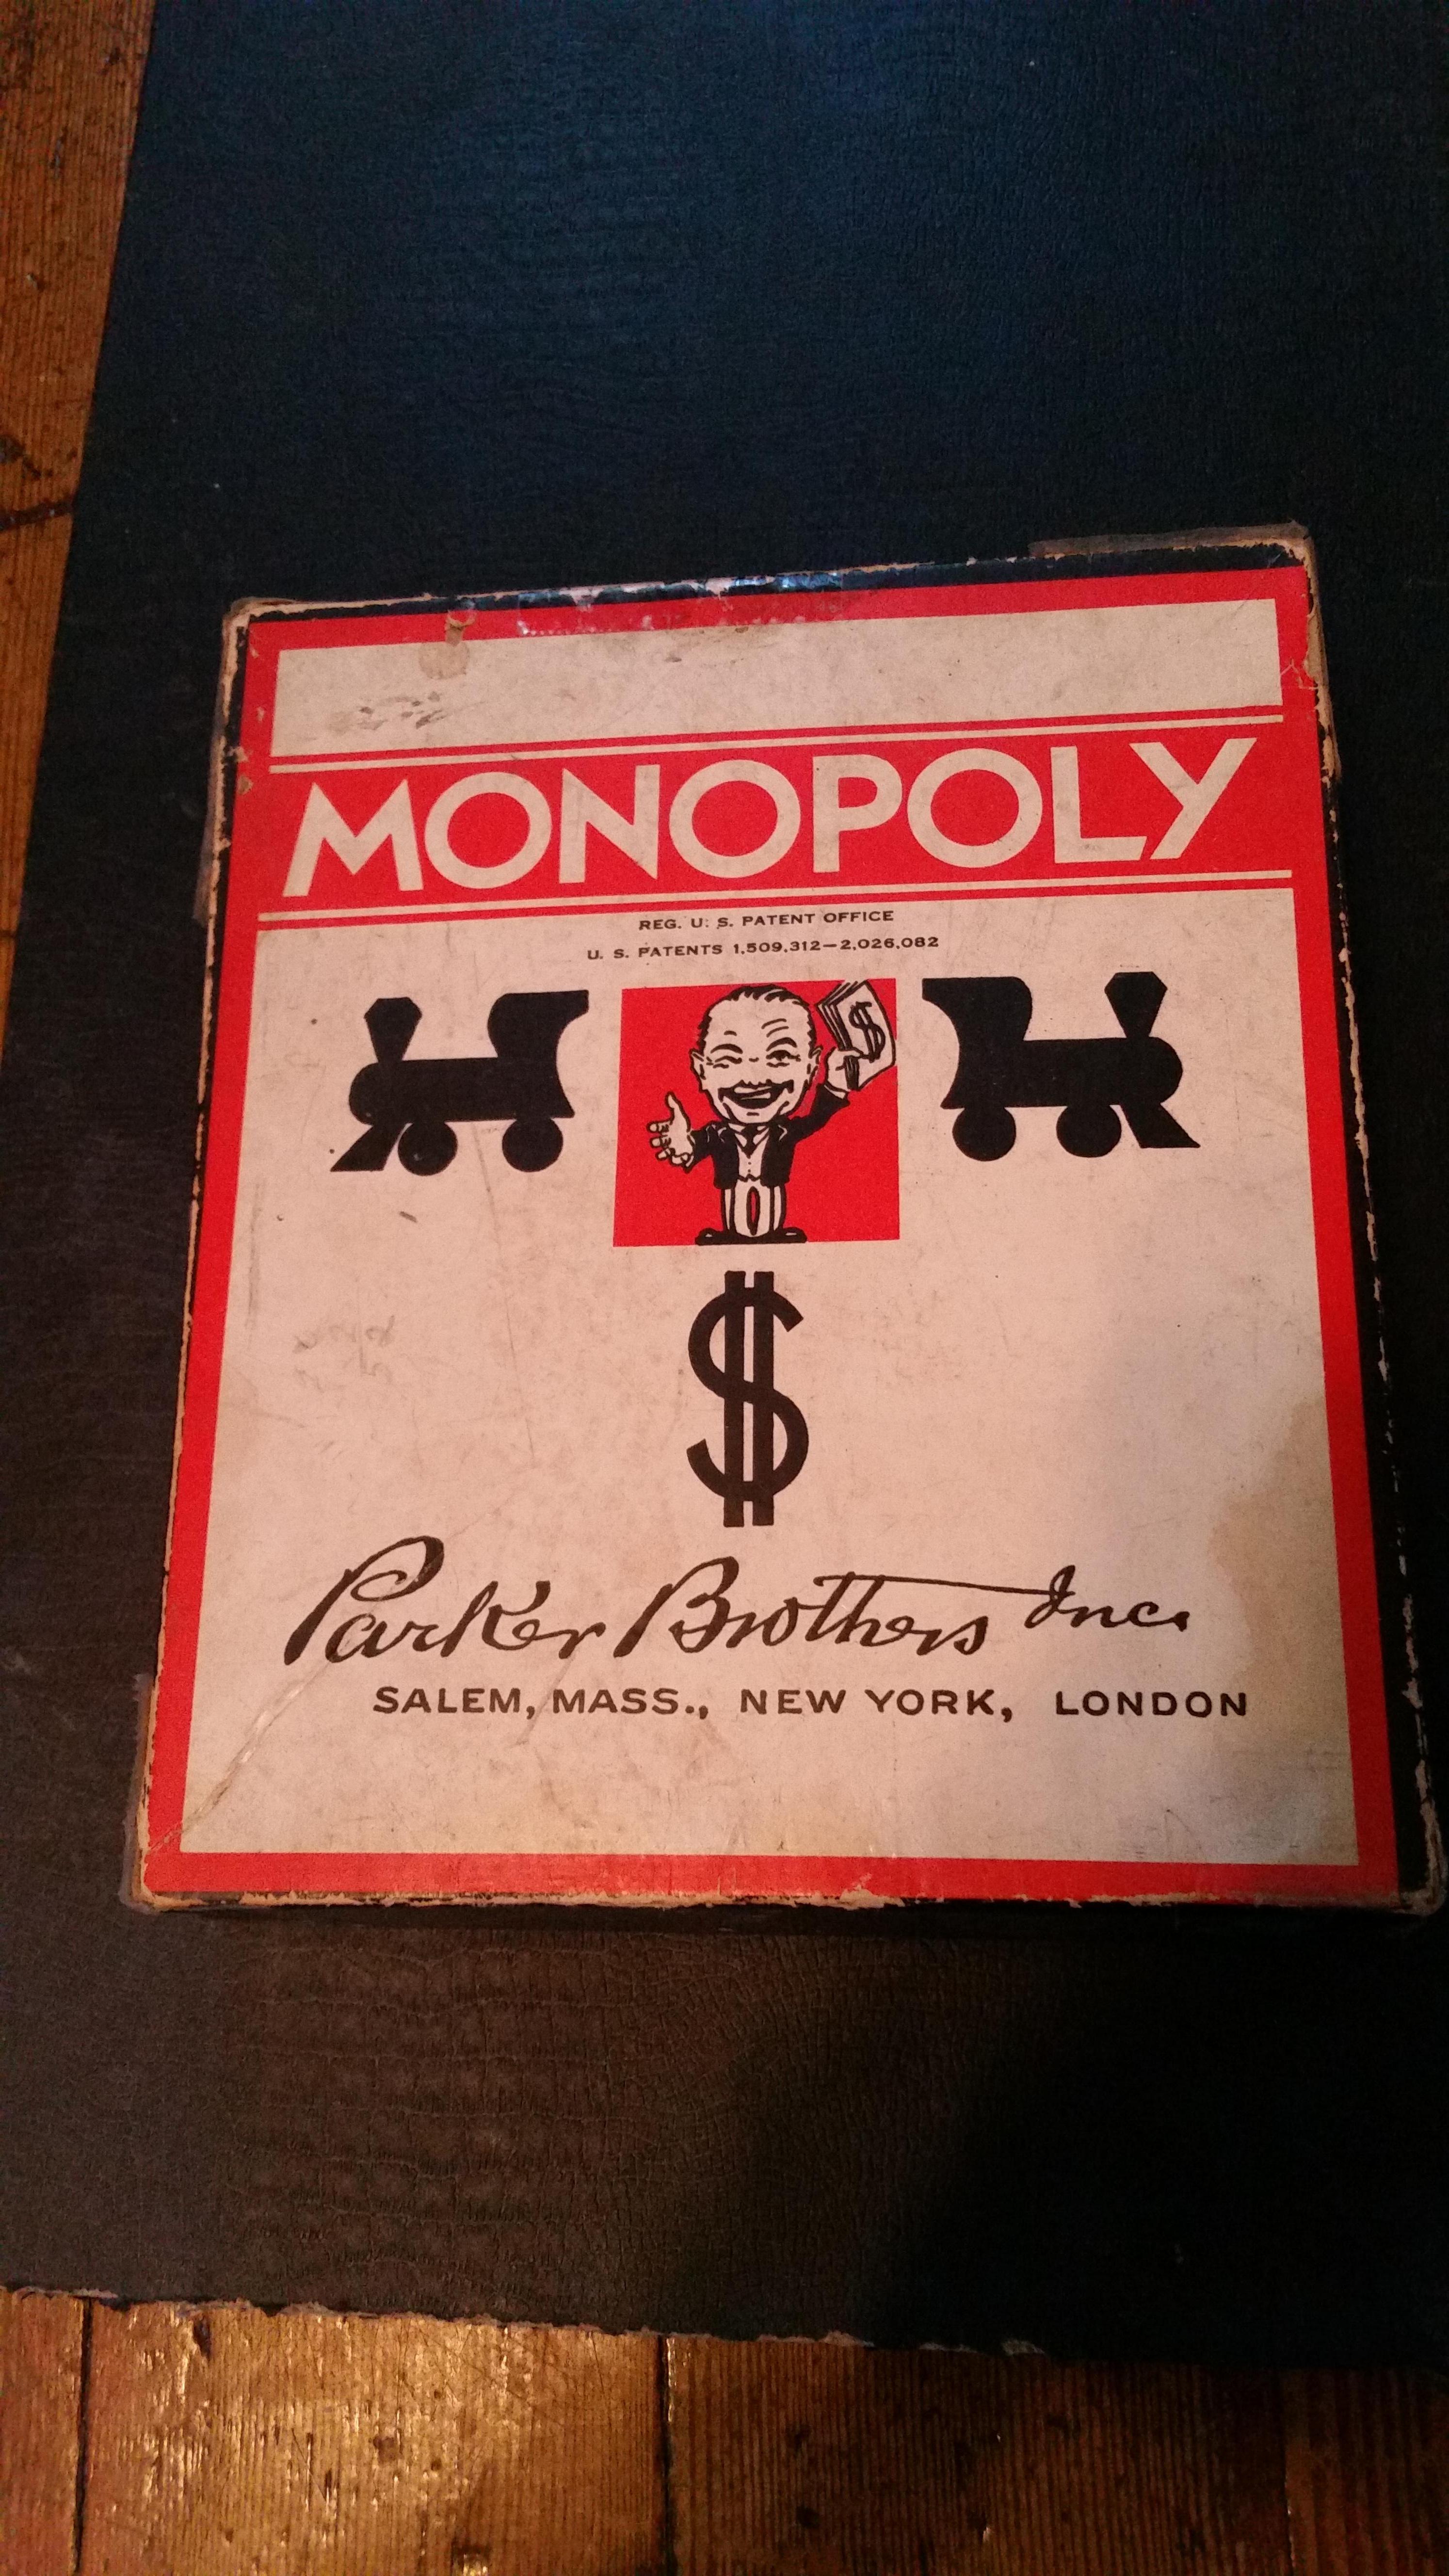 MONOPOLY
REG. U. S. PATENT OFFICE
U. S. PATENTS 1,509,312—2,026,082
$
$
Parker Brothers Inc.
SALEM, MASS., NEW YORK, LONDON